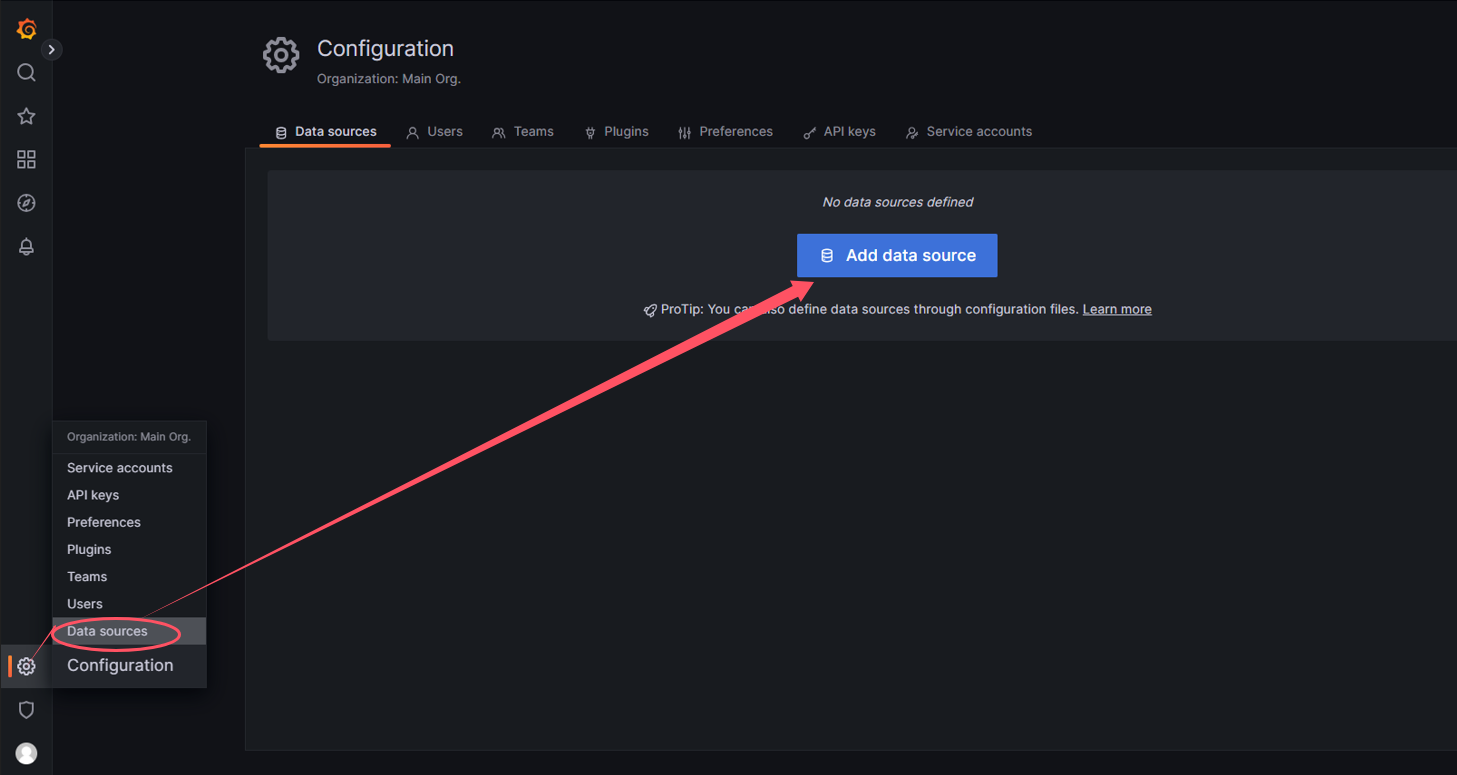 Configuration
Organization: Main Org.
Data sources Users Teams Plugins Preferences API keys Service accounts
No data sources defined
Add data source
ProTip: You can also define data sources through configuration files. Learn more
Organization: Main Org.
Service accounts
API keys
Preferences
Plugins
Teams
Users
Data sources
Configuration